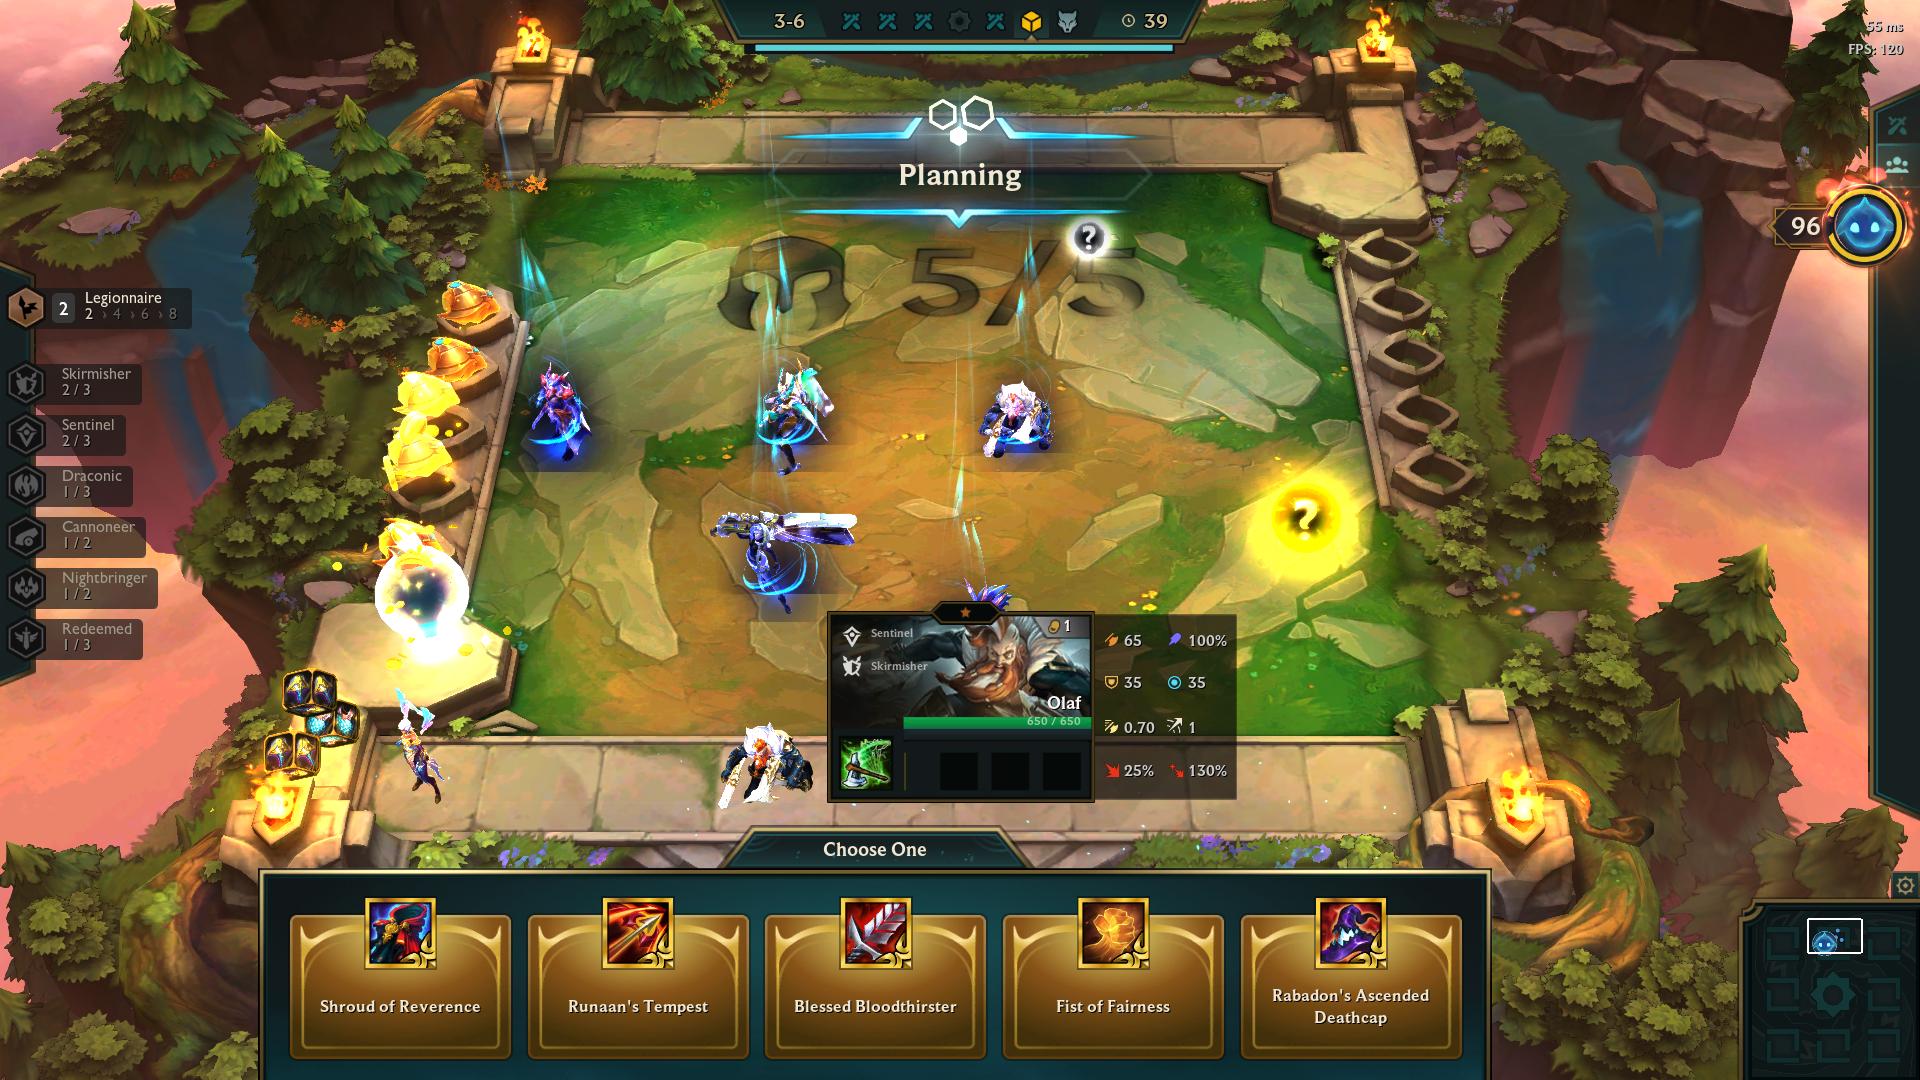 3-6
39
55 ms
FPS: 120
Planning
5/5
96
2
Legionnaire
2 › 4 › 6 › 8
Skirmisher
2 / 3
Sentinel
2 / 3
Draconic
1 / 3
Cannoneer
1 / 2
Nightbringer
1 / 2
Redeemed
1 / 3
?
?
Sentinel
1
Skirmisher
Olaf
650 / 650
65
100%
35
35
0.70
1
25%
130%
Choose One
Shroud of Reverence
Runaan's Tempest
Blessed Bloodthirster
Fist of Fairness
Rabadon's Ascended
Deathcap